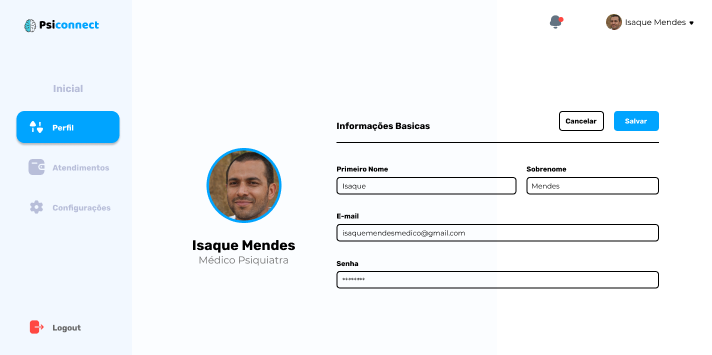 Psiconnect
Isaque Mendes
Inicial
Perfil
Atendimentos
Configurações
Logout
Isaque Mendes
Médico Psiquiatra
Informações Basicas
Cancelar
Salvar
Primeiro Nome
Isaque
Sobrenome
Mendes
E-mail
isaquemendesmedico@gmail.com
Senha
********